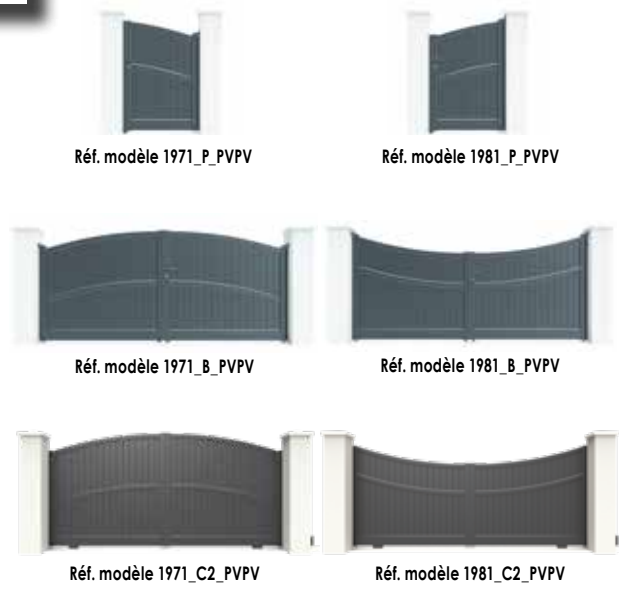 Réf. modèle 1971_P_PVPV
Réf. modèle 1981_P_PVPV
Réf. modèle 1971_B_PVPV
Réf. modèle 1981_B_PVPV
Réf. modèle 1971_C2_PVPV
Réf. modèle 1981_C2_PVPV